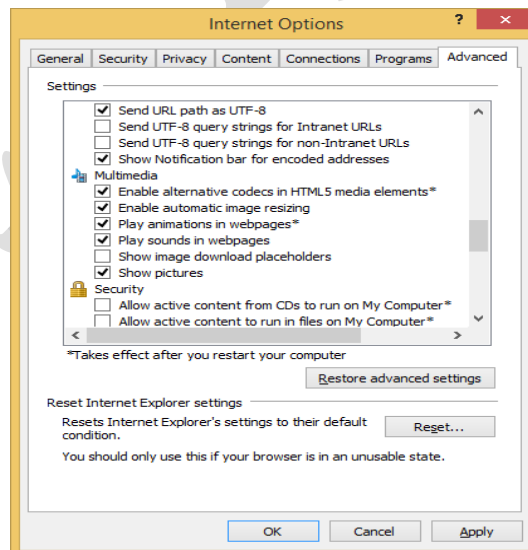 Internet Options
?
General Security Privacy Content Connections Programs Advanced
Settings
Send URL path as UTF-8
Send UTF-8 query strings for Intranet URLs
Send UTF-8 query strings for non-Intranet URLs
Show Notification bar for encoded addresses
Multimedia
Enable alternative codecs in HTML5 media elements*
Enable automatic image resizing
Play animations in webpages*
Play sounds in webpages
Show image download placeholders
Show pictures
Security
Allow active content from CDs to run on My Computer*
Allow active content to run in files on My Computer*
*Takes effect after you restart your computer
Restore advanced settings
Reset Internet Explorer settings
Resets Internet Explorer's settings to their default
condition.
Reset...
You should only use this if your browser is in an unusable state.
OK Cancel Apply